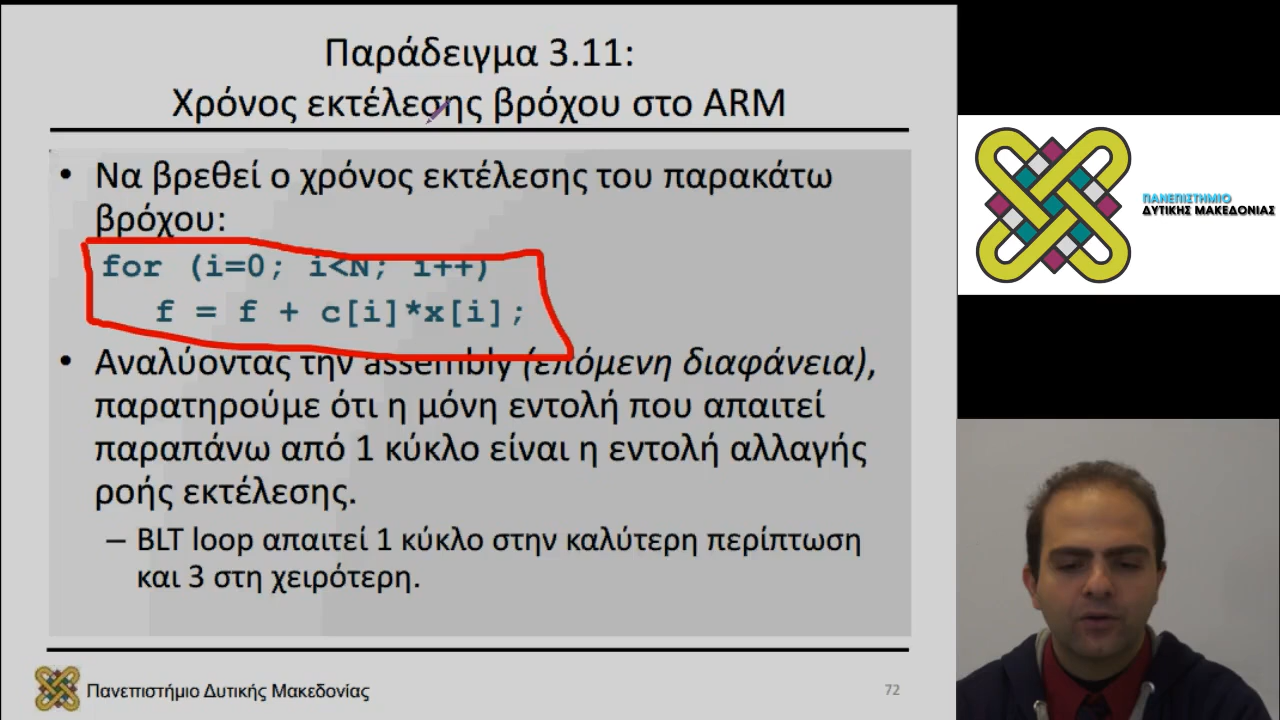 Παράδειγμα 3.11:
Χρόνος εκτέλεσης βρόχου στο ARM
• Να βρεθεί ο χρόνος εκτέλεσης του παρακάτω
βρόχου:
for (i=0; i<N; i++)
f = f + c[i]*x[i];
• Αναλύοντας την assembly (επόμενη διαφάνεια),
παρατηρούμε ότι η μόνη εντολή που απαιτεί
παραπάνω από 1 κύκλο είναι η εντολή αλλαγής
ροής εκτέλεσης.
– BLT loop απαιτεί 1 κύκλο στην καλύτερη περίπτωση
και 3 στη χειρότερη.
Πανεπιστήμιο Δυτικής Μακεδονίας
72
ΠΑΝΕΠΙΣΤΗΜΙΟ
ΔΥΤΙΚΗΣ ΜΑΚΕΔΟΝΙΑΣ